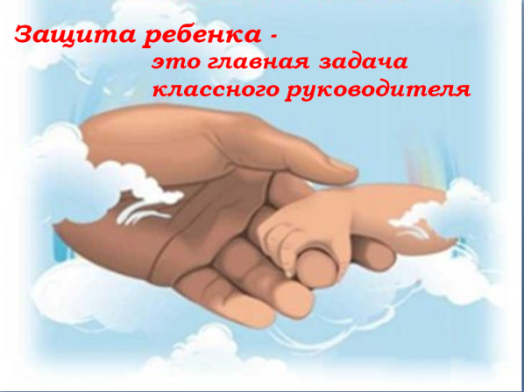 Защита ребенка -
это главная задача
классного руководителя